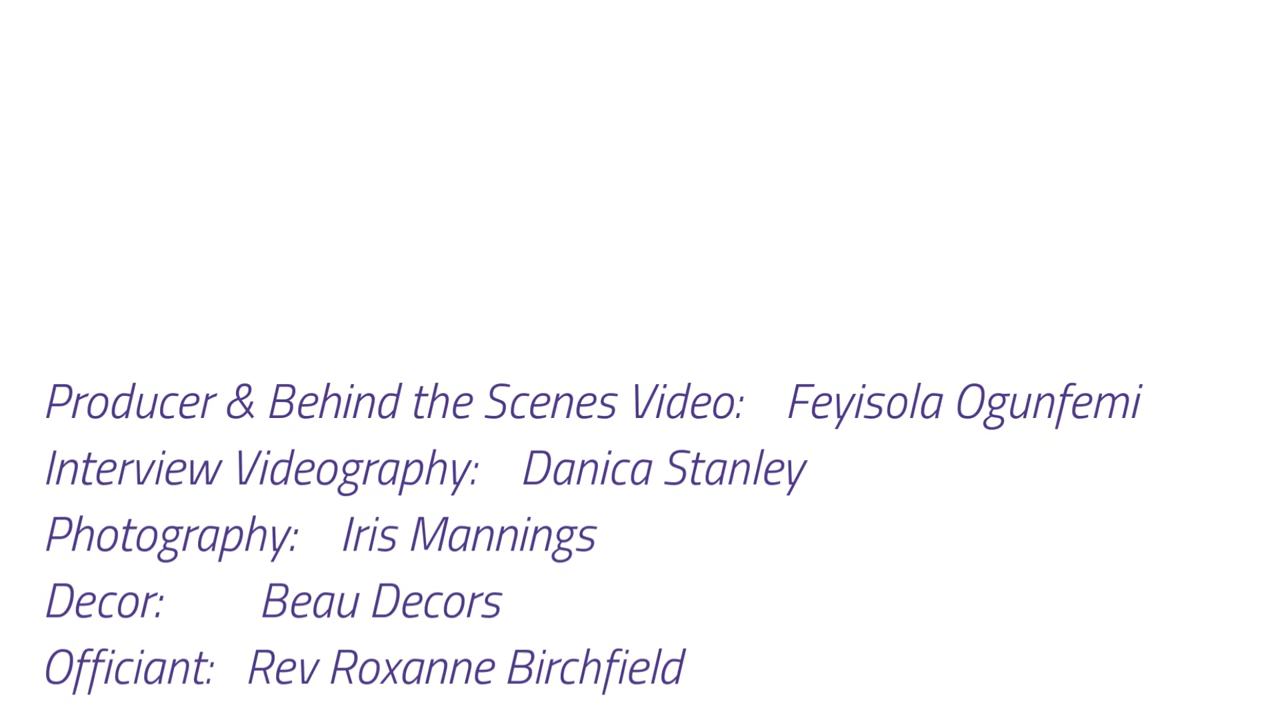 Producer & Behind the Scenes Video: Feyisola Ogunfemi
Interview Videography: Danica Stanley
Photography: Iris Mannings
Decor: Beau Decors
Officiant: Rev Roxanne Birchfield